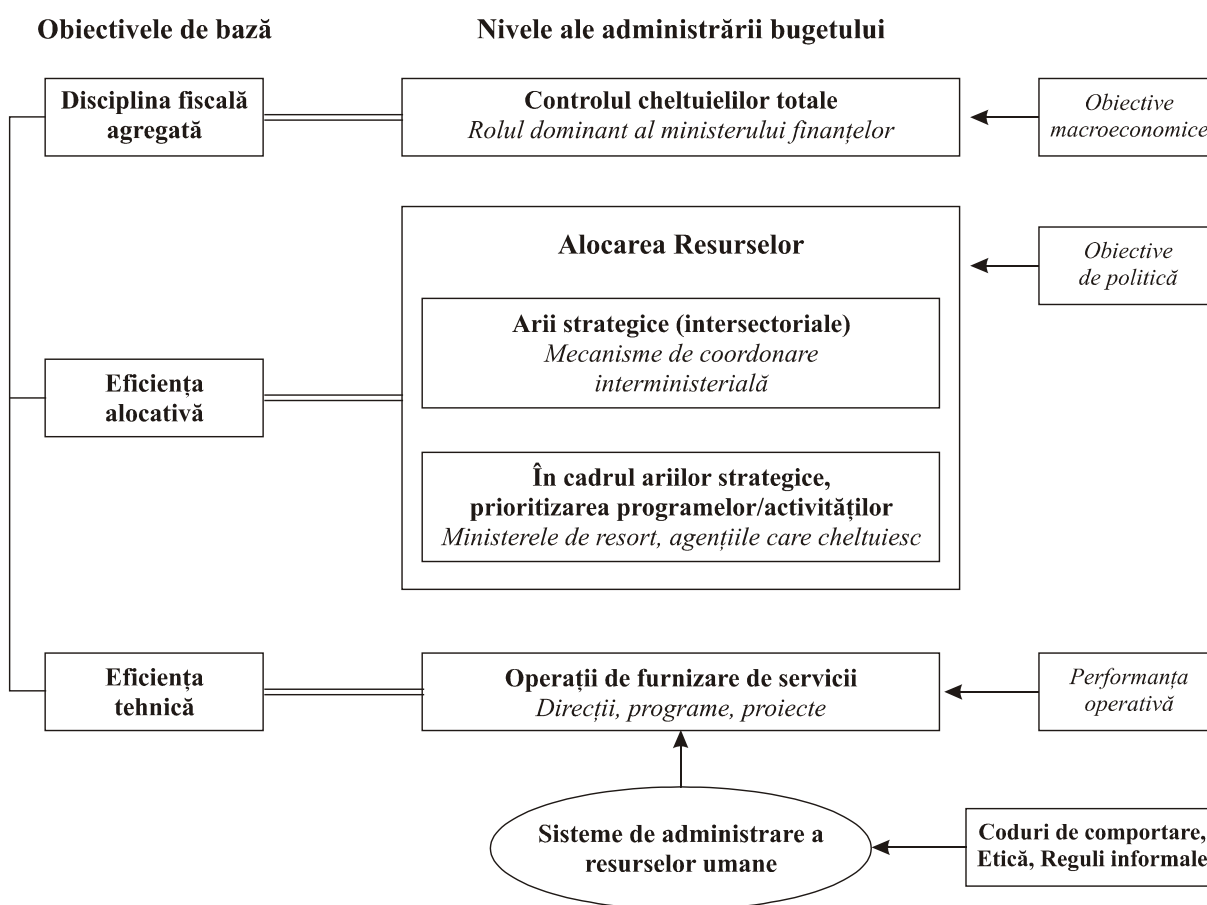 Obiectivele de bază
Nivele ale administrării bugetului
Disciplina fiscală
agregată
Controlul cheltuielilor totale
Rolul dominant al ministerului finanțelor
Obiective
macroeconomice
Alocarea Resurselor
Obiective
de politică
Arii strategice (intersectoriale)
Mecanisme de coordonare
interministerială
Eficiența
alocativă
În cadrul ariilor strategice,
prioritizarea programelor/activităților
Ministerele de resort, agențiile care cheltuiesc
Eficiența
tehnică
Operații de furnizare de servicii
Direcții, programe, proiecte
Performanța
operativă
Sisteme de administrare a
resurselor umane
Coduri de comportare,
Etică, Reguli informale